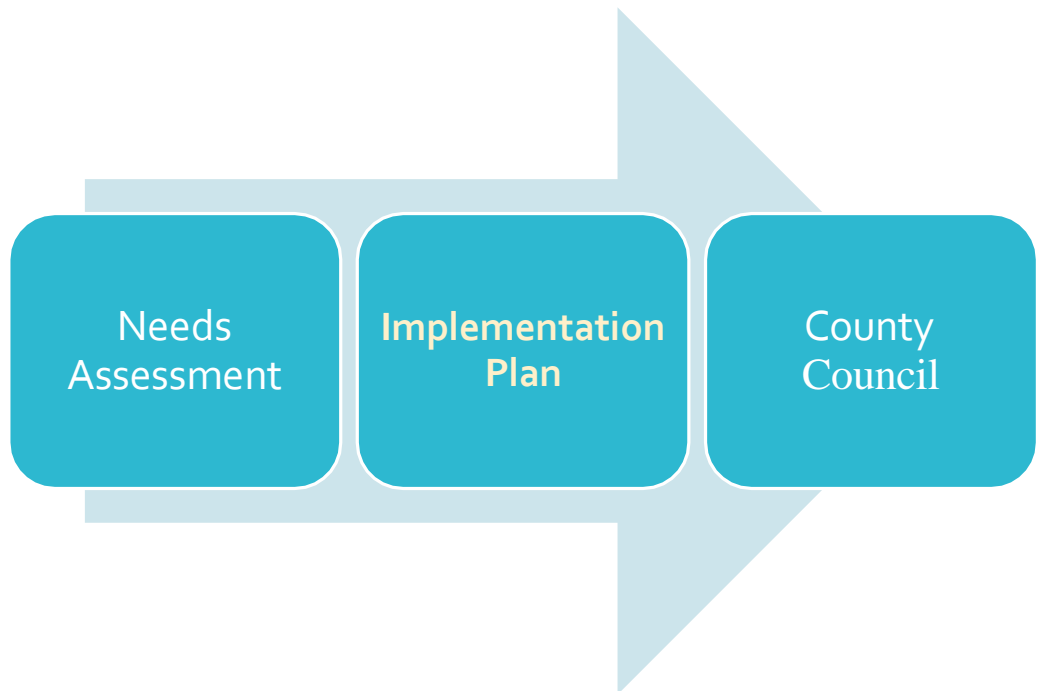 Needs
Assessment
Implementation
Plan
County
Council